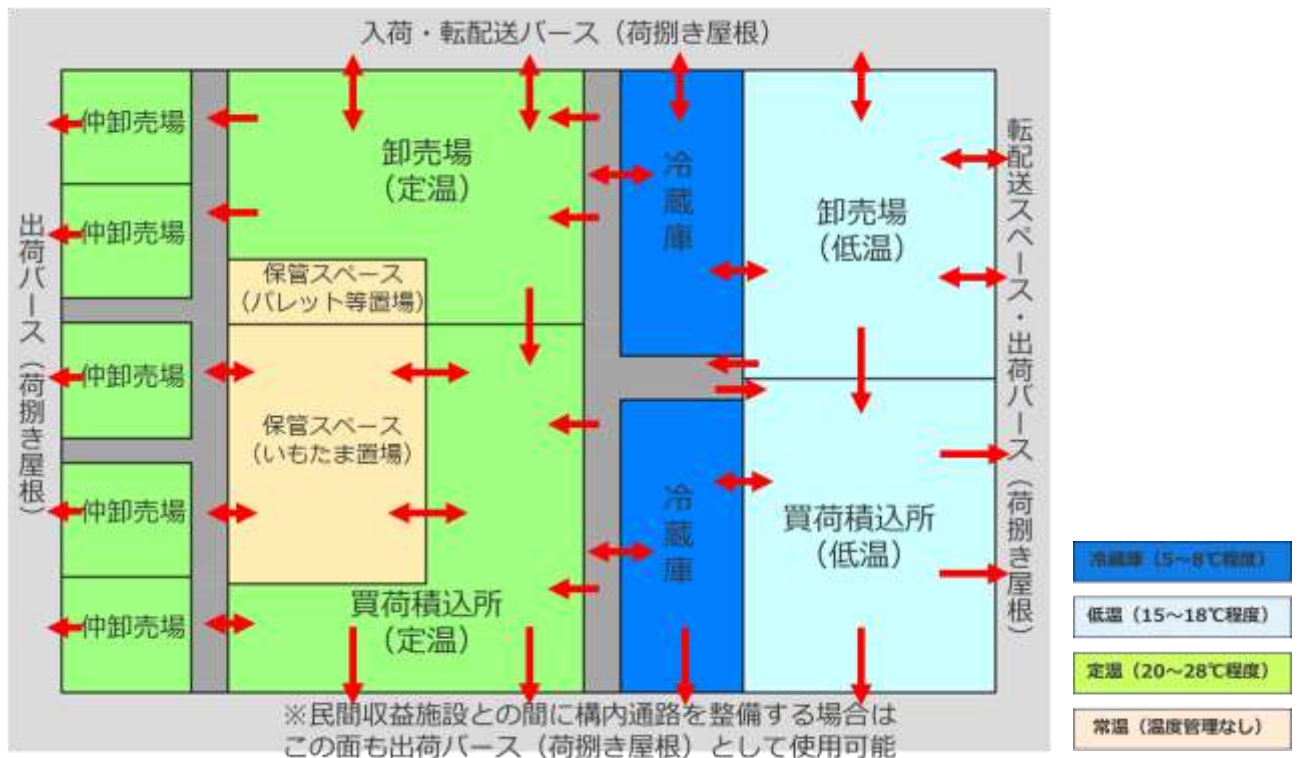 入荷・転配送バース（荷捌き屋根）
仲卸売場
仲卸売場
仲卸売場
仲卸売場
仲卸売場
出荷バース（荷捌き屋根）
卸売場
（定温）
保管スペース
（パレット等置場）
保管スペース
（いもたま置場）
買荷積込所
（定温）
冷蔵庫
冷蔵庫
卸売場
（低温）
買荷積込所
（低温）
転配送スペース・出荷バース（荷捌き屋根）
※民間収益施設との間に構内通路を整備する場合は
この面も出荷バース（荷捌き屋根）として使用可能
冷蔵庫（5～8℃程度）
低温（15～18℃程度）
定温（20～28℃程度）
常温（温度管理なし）